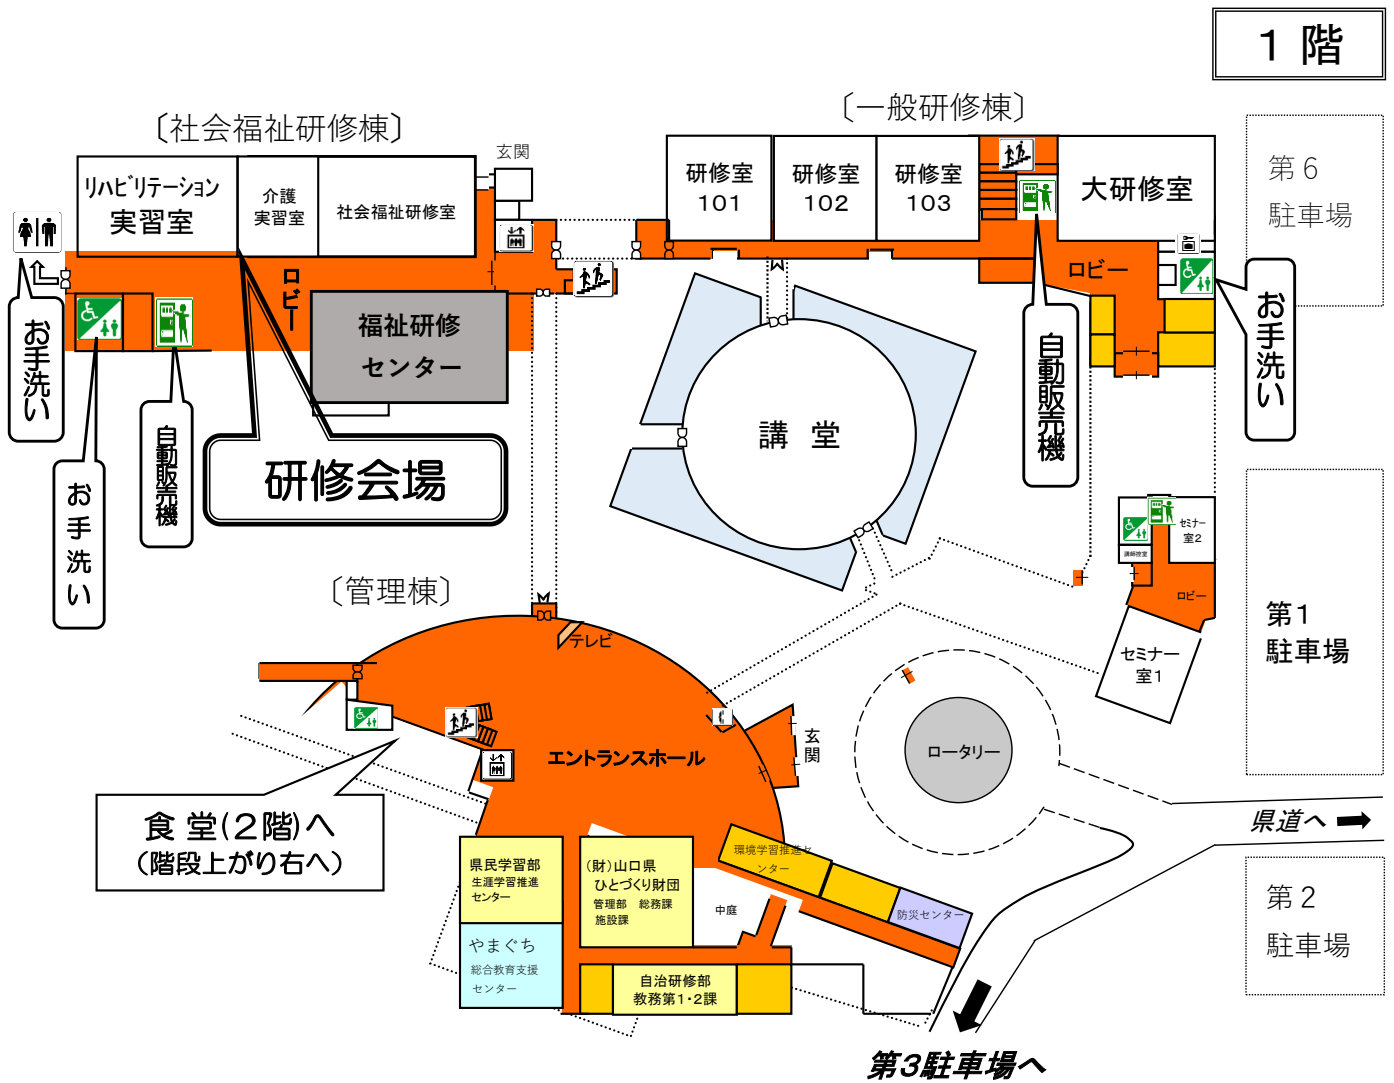 1 階
〔社会福祉研修棟〕
〔一般研修棟〕
玄関
リハビリテーション
実習室
介護
実習室
社会福祉研修室
研修室
101
研修室
102
研修室
103
大研修室
第６
駐車場
ロビー
ロビー
お手洗い
福祉研修
センター
お手洗い
自動販売機
研修会場
講 堂
自動販売機
お手洗い
セミナー
室2
講師控室
ロビー
セミナー
室1
第１
駐車場
〔管理棟〕
テレビ
エントランスホール
玄関
ロータリー
食 堂(２階)へ
(階段上がり右へ)
県道へ
県民学習部
生涯学習推進
センター
(財)山口県
ひとづくり財団
管理部 総務課
施設課
環境学習推進セ
ンター
防災センター
中庭
やまぐち
総合教育支援
センター
自治研修部
教務第1・2課
第２
駐車場
第3駐車場へ